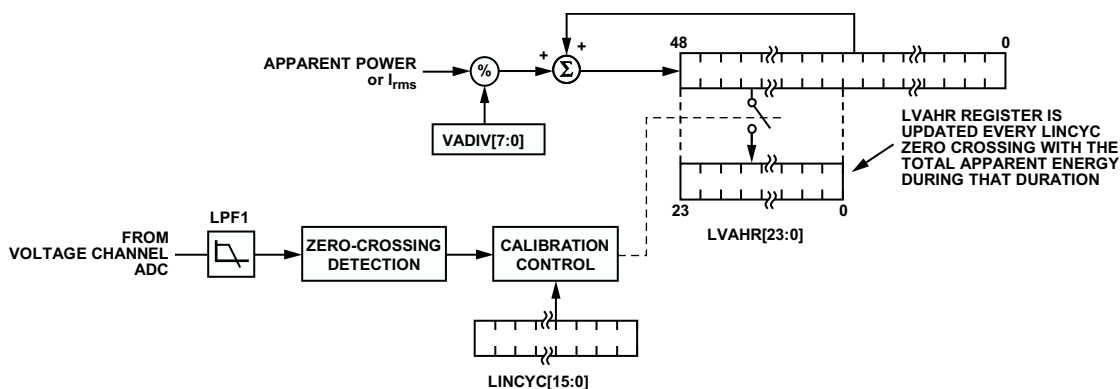 48
0
+
+
APPARENT POWER
or Irms
%
Σ
VADIV[7:0]
LVAHR REGISTER IS
UPDATED EVERY LINCYC
ZERO CROSSING WITH THE
TOTAL APPARENT ENERGY
DURING THAT DURATION
23
0
LVAHR[23:0]
LPF1
FROM
VOLTAGE CHANNEL
ADC
ZERO-CROSSING
DETECTION
CALIBRATION
CONTROL
LINCYC[15:0]